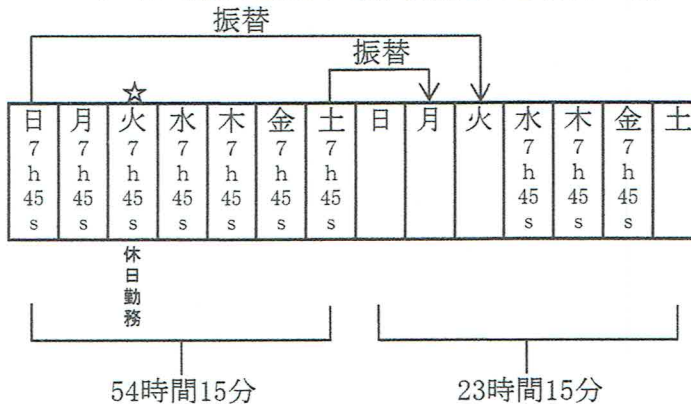 振替
振替
☆
日 月 火 水 木 金 土 日 月 火 水 木 金 土
7 7 7 7 7 7 7 7 7 7
h h h h h h h h h h
45 45 45 45 45 45 45 45 45 45
s s s s s s s s s s
休日勤務
54時間15分 23時間15分